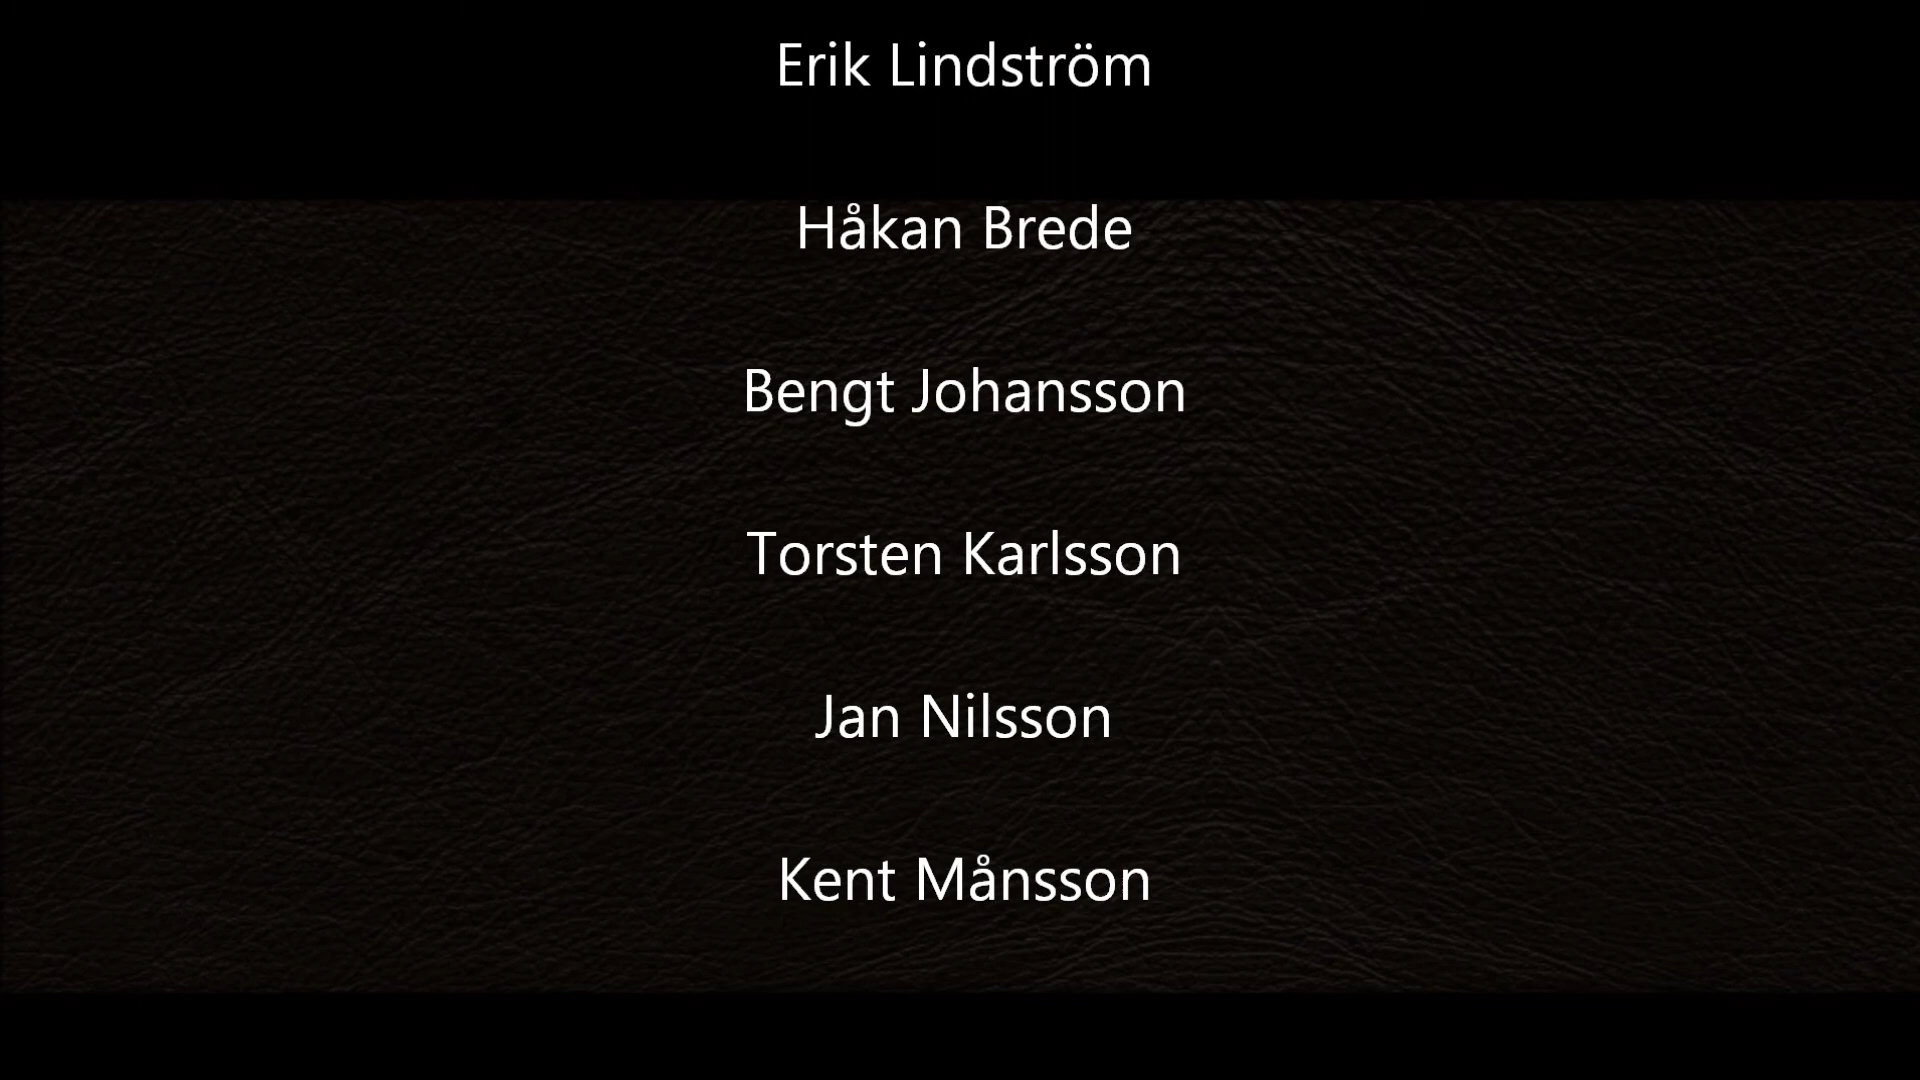 Erik Lindström
Håkan Brede
Bengt Johansson
Torsten Karlsson
Jan Nilsson
Kent Månsson